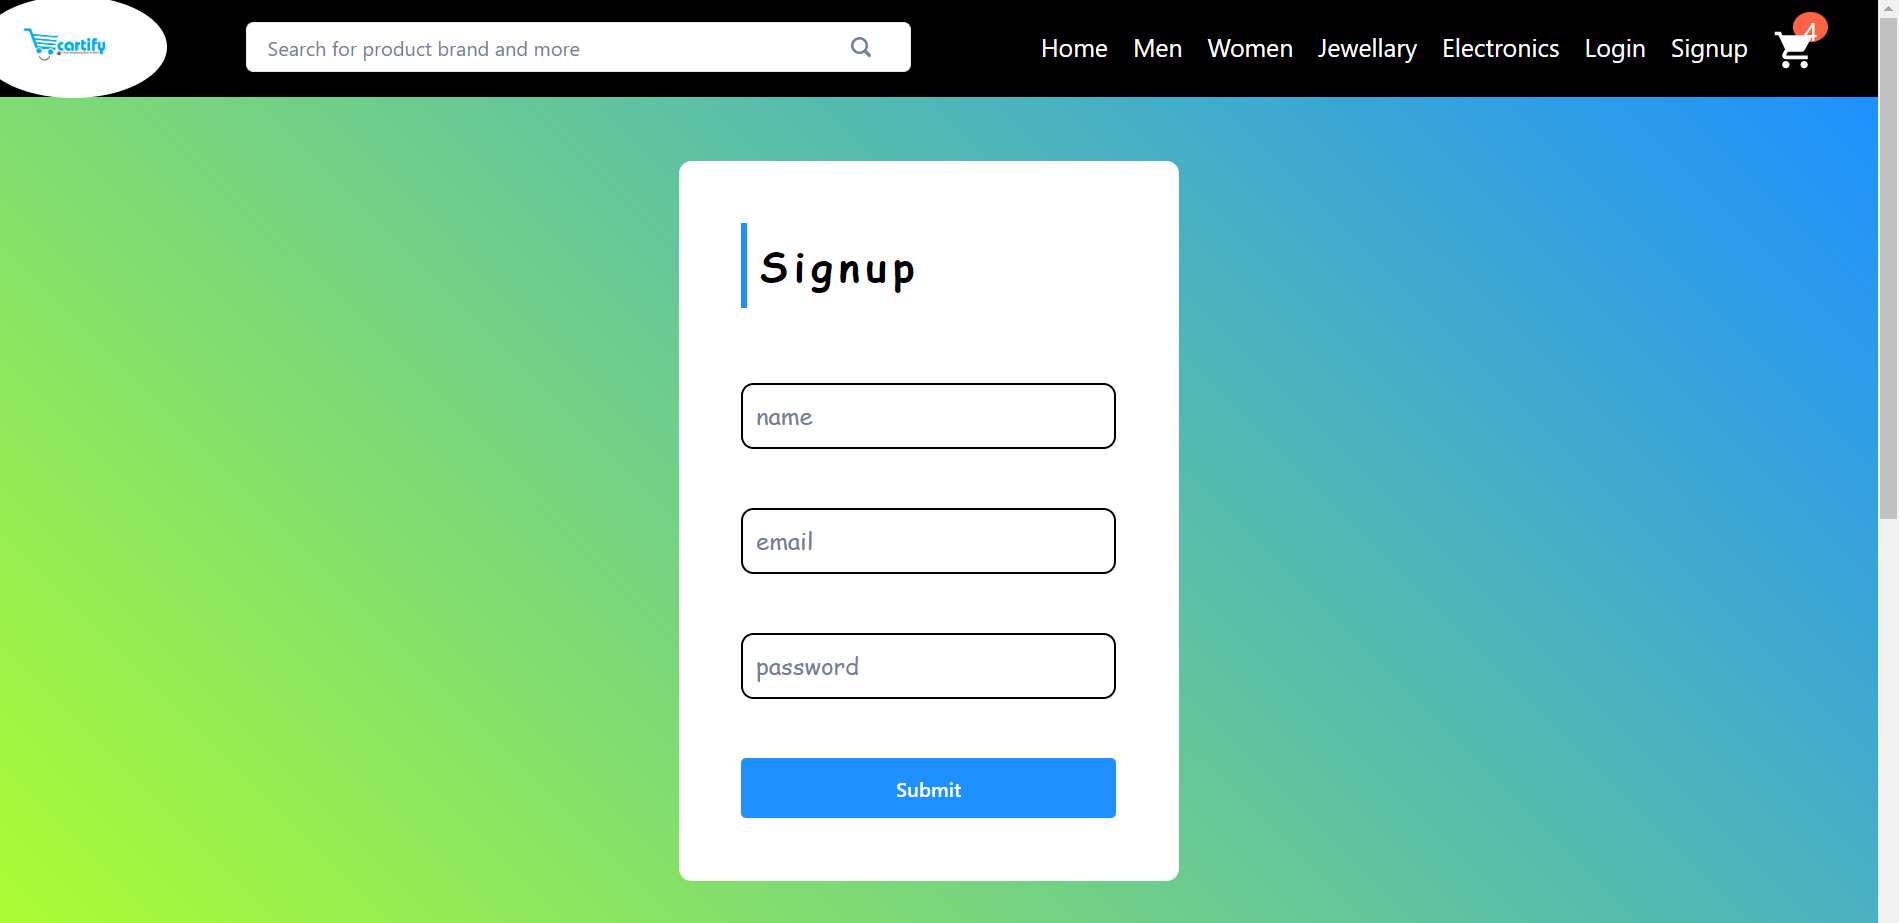 cartify
Search for product brand and more
Home Men Women Jewellary Electronics Login Signup 4
Signup
name
email
password
Submit